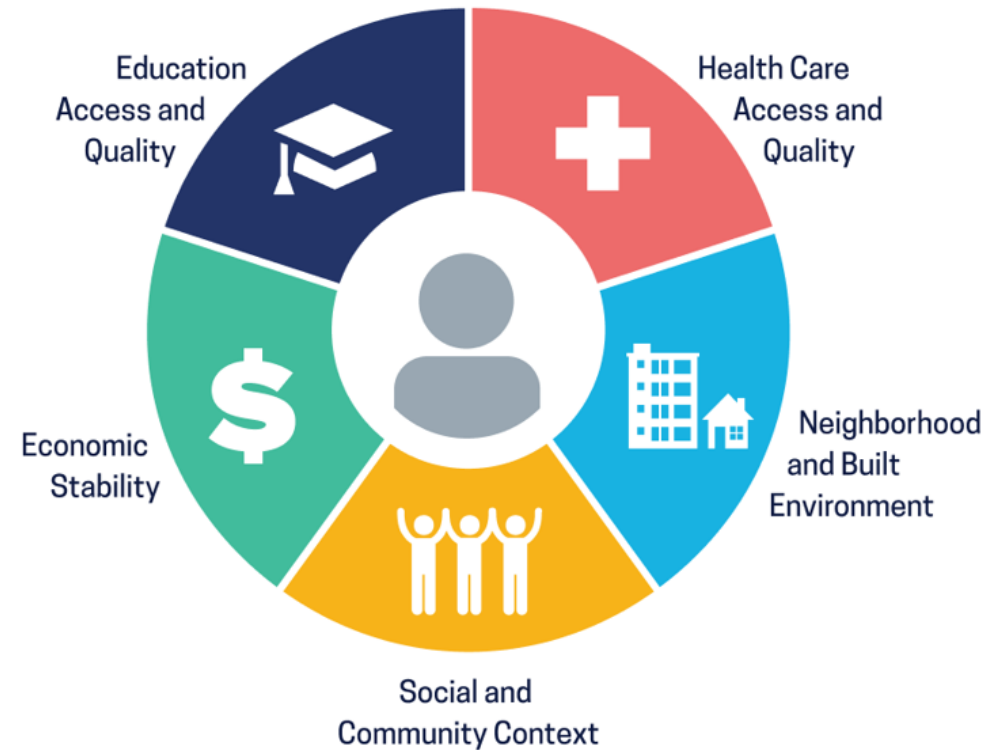 Education
Access and
Quality
Health Care
Access and
Quality
Economic
Stability
Neighborhood
and Built
Environment
Social and
Community Context